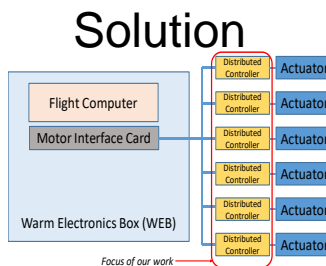 Solution
Flight Computer
Motor Interface Card
Warm Electronics Box (WEB)
Distributed
Controller
Actuator
Distributed
Controller
Actuator
Distributed
Controller
Actuator
Distributed
Controller
Actuator
Distributed
Controller
Actuator
Distributed
Controller
Actuator
Focus of our work